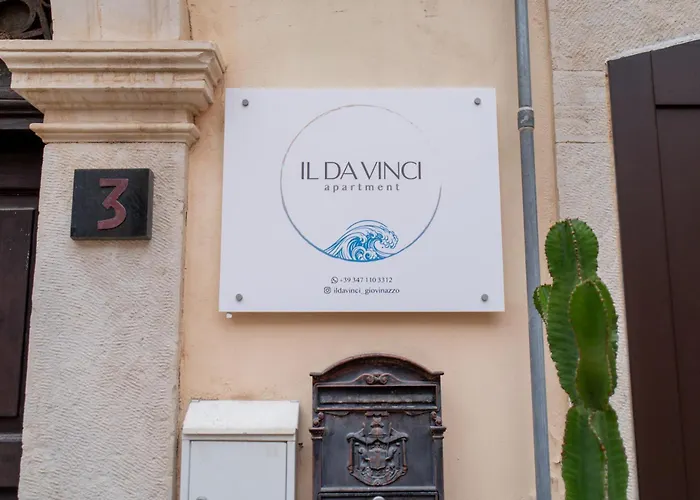 3
IL DA VINCI
apartment
+39 347 110 3312
ildavinci_giovinazzo